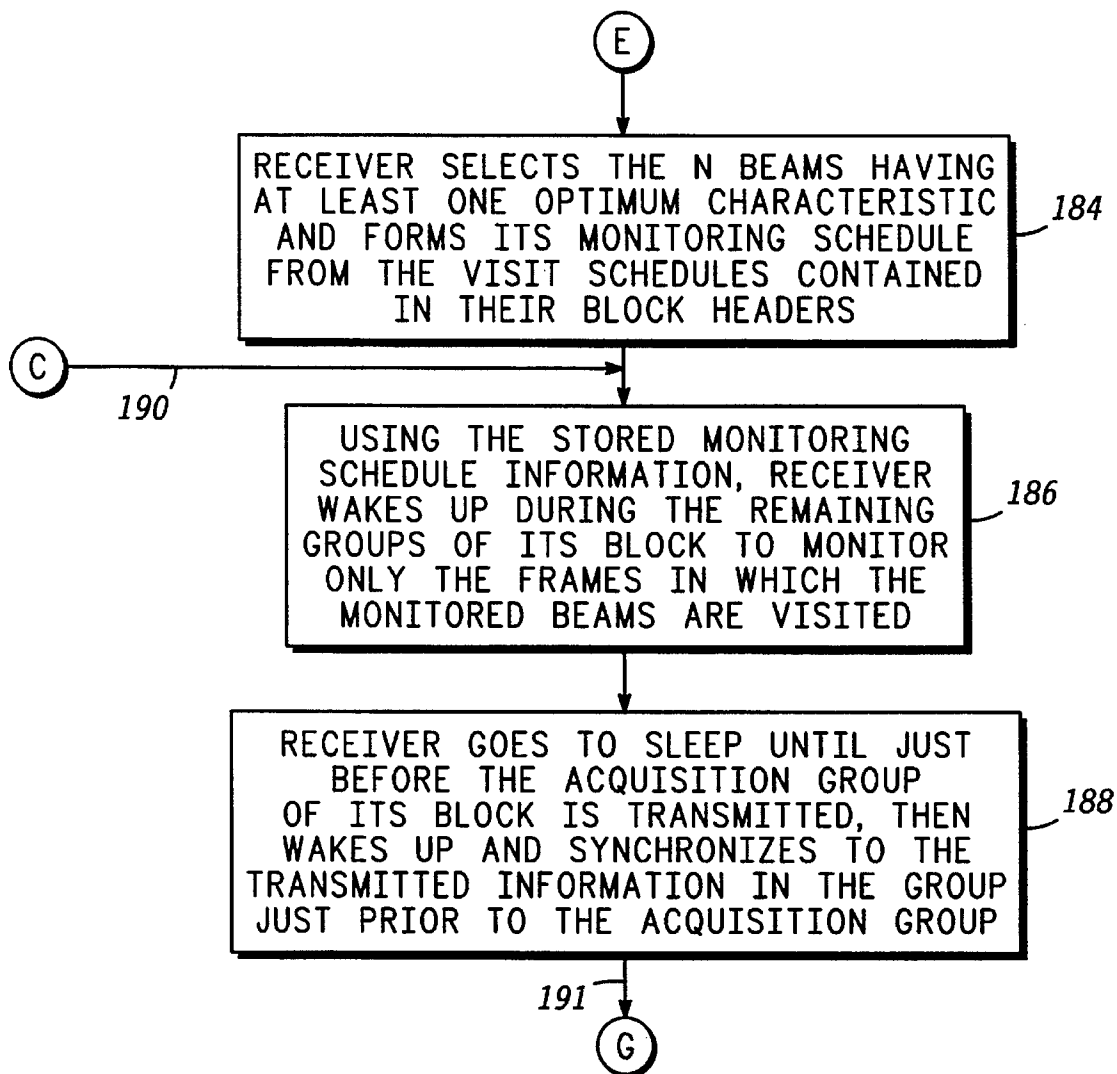 E
RECEIVER SELECTS THE N BEAMS HAVING
AT LEAST ONE OPTIMUM CHARACTERISTIC
AND FORMS ITS MONITORING SCHEDULE
FROM THE VISIT SCHEDULES CONTAINED
IN THEIR BLOCK HEADERS
184
C
190
USING THE STORED MONITORING
SCHEDULE INFORMATION, RECEIVER
WAKES UP DURING THE REMAINING
GROUPS OF ITS BLOCK TO MONITOR
ONLY THE FRAMES IN WHICH THE
MONITORED BEAMS ARE VISITED
186
RECEIVER GOES TO SLEEP UNTIL JUST
BEFORE THE ACQUISITION GROUP
OF ITS BLOCK IS TRANSMITTED, THEN
WAKES UP AND SYNCHRONIZES TO THE
TRANSMITTED INFORMATION IN THE GROUP
JUST PRIOR TO THE ACQUISITION GROUP
188
191
G